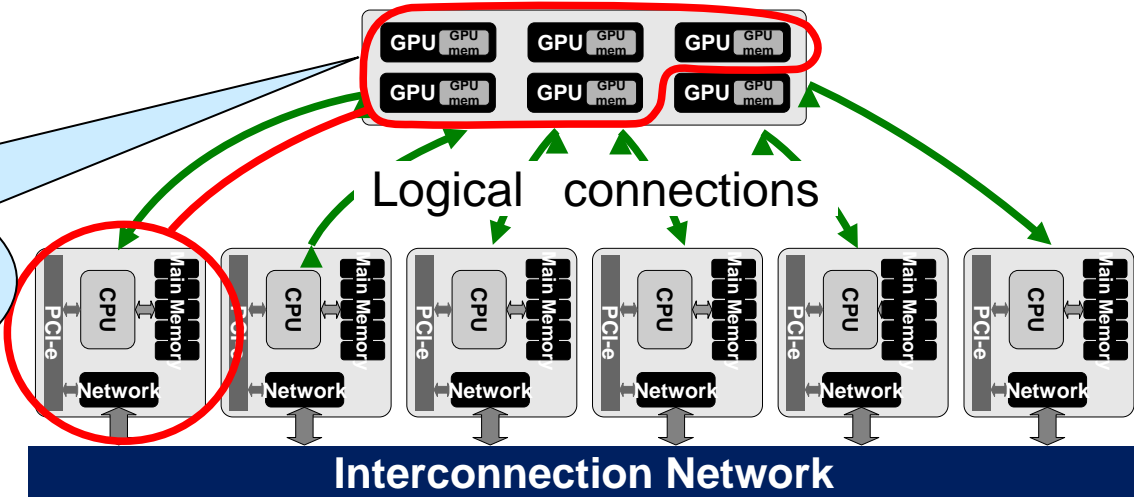 GPU GPU mem GPU GPU mem GPU GPU mem
GPU GPU mem GPU GPU mem GPU GPU mem
Logical connections
PCI-e CPU Main Memory PCI-e CPU Main Memory PCI-e CPU Main Memory PCI-e CPU Main Memory PCI-e CPU Main Memory PCI-e CPU Main Memory
Network Network Network Network Network Network
Interconnection Network